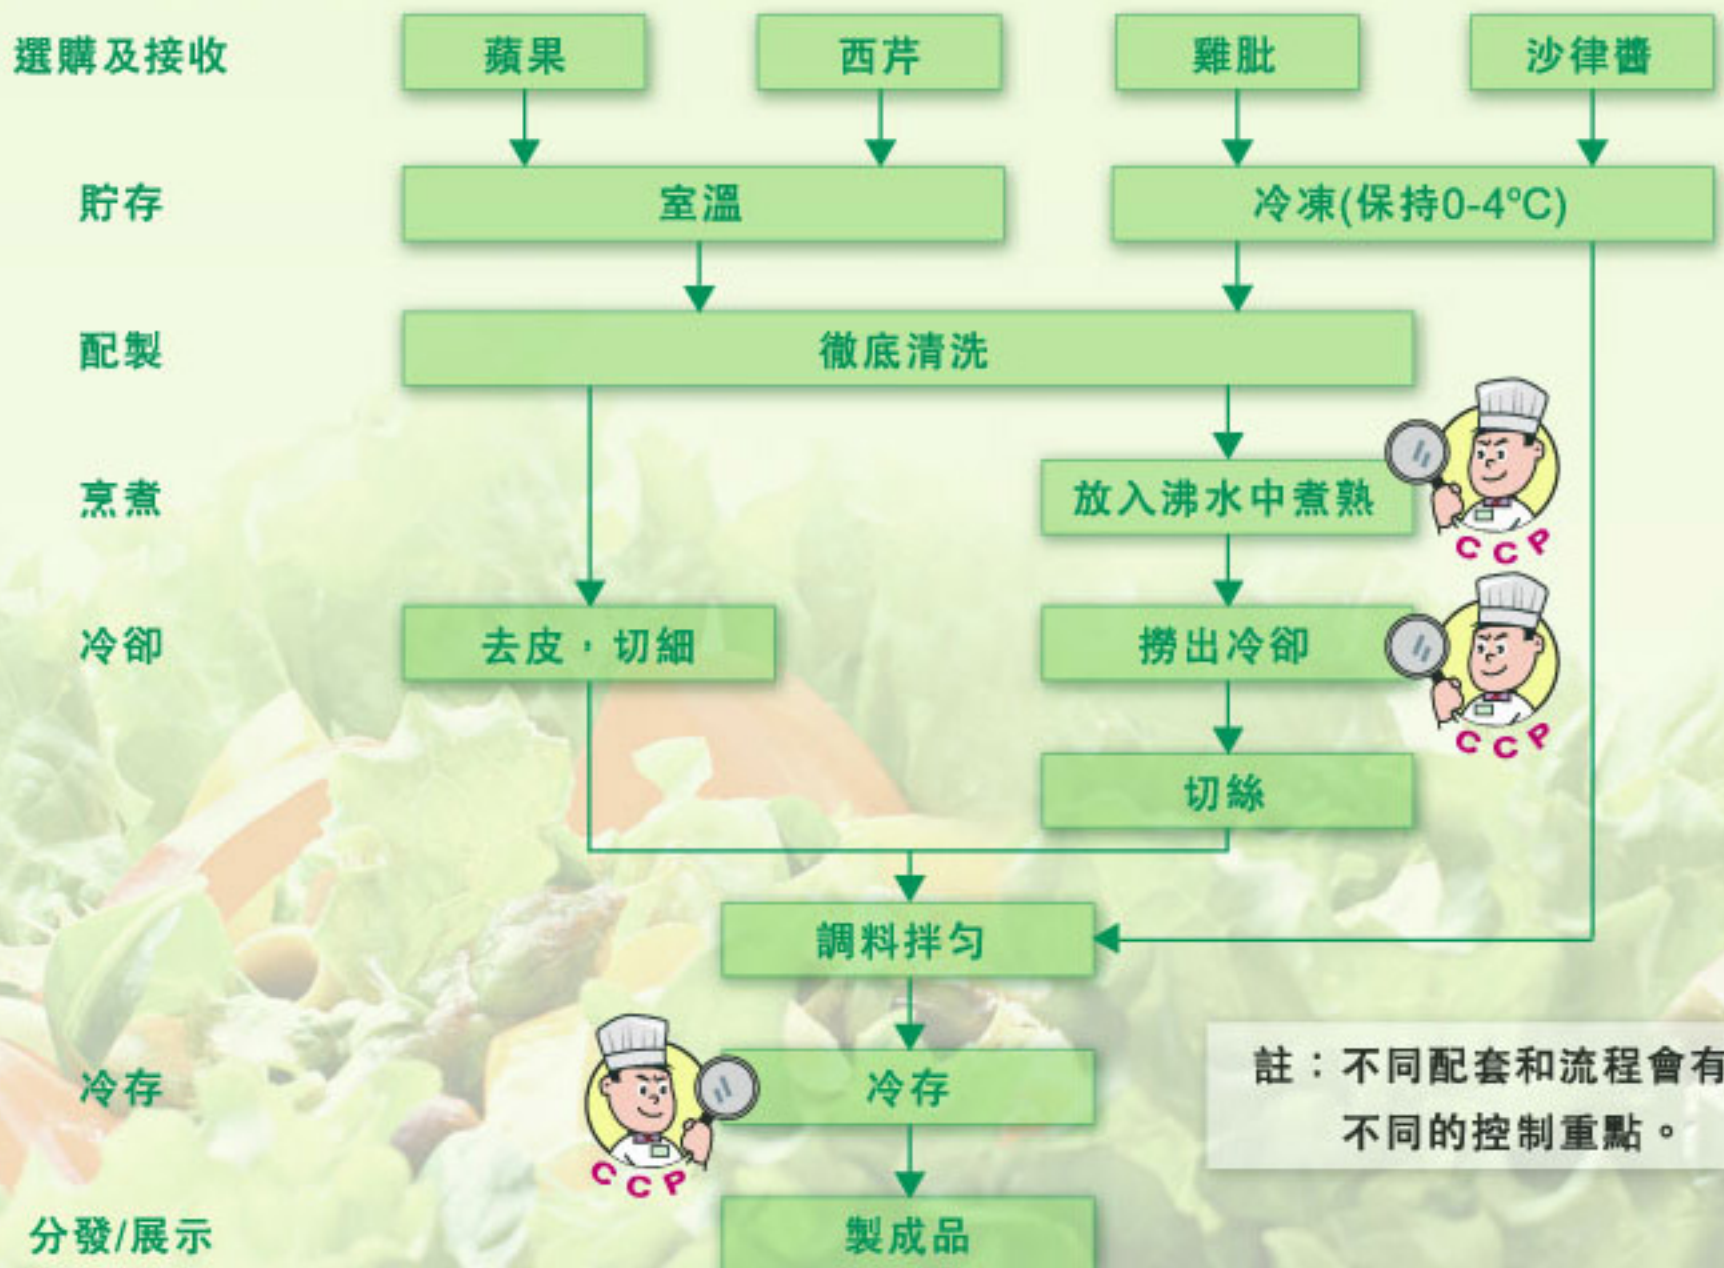 選購及接收
蘋果
西芹
雞肶
沙律醬
貯存
室溫
冷凍(保持0-4ºC)
配製
徹底清洗
烹煮
放入沸水中煮熟
CCP
冷卻
去皮，切細
撈出冷卻
CCP
切絲
調料拌匀
冷存
CCP
冷存
註：不同配套和流程會有
不同的控制重點。
分發/展示
製成品